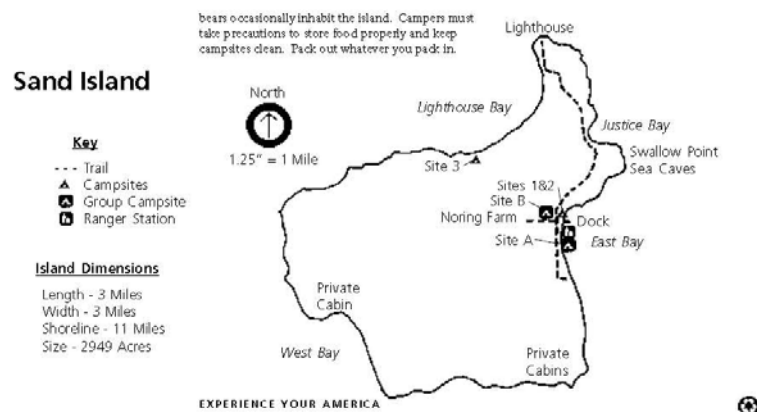 bears occasionally inhabit the island. Campers must
take precautions to store food properly and keep
campsites clean. Pack out whatever you pack in.
Sand Island
North
1.25" = 1 Mile
Key
Trail
Campsites
Group Campsite
Ranger Station
Island Dimensions
Length - 3 Miles
Width - 3 Miles
Shoreline - 11 Miles
Size - 2949 Acres
Lighthouse
Lighthouse Bay
Justice Bay
Swallow Point
Sea Caves
Site 3
Sites 1&2
Site B
Noring Farm
Dock
Site A
East Bay
Private
Cabin
West Bay
Private
Cabins
EXPERIENCE YOUR AMERICA